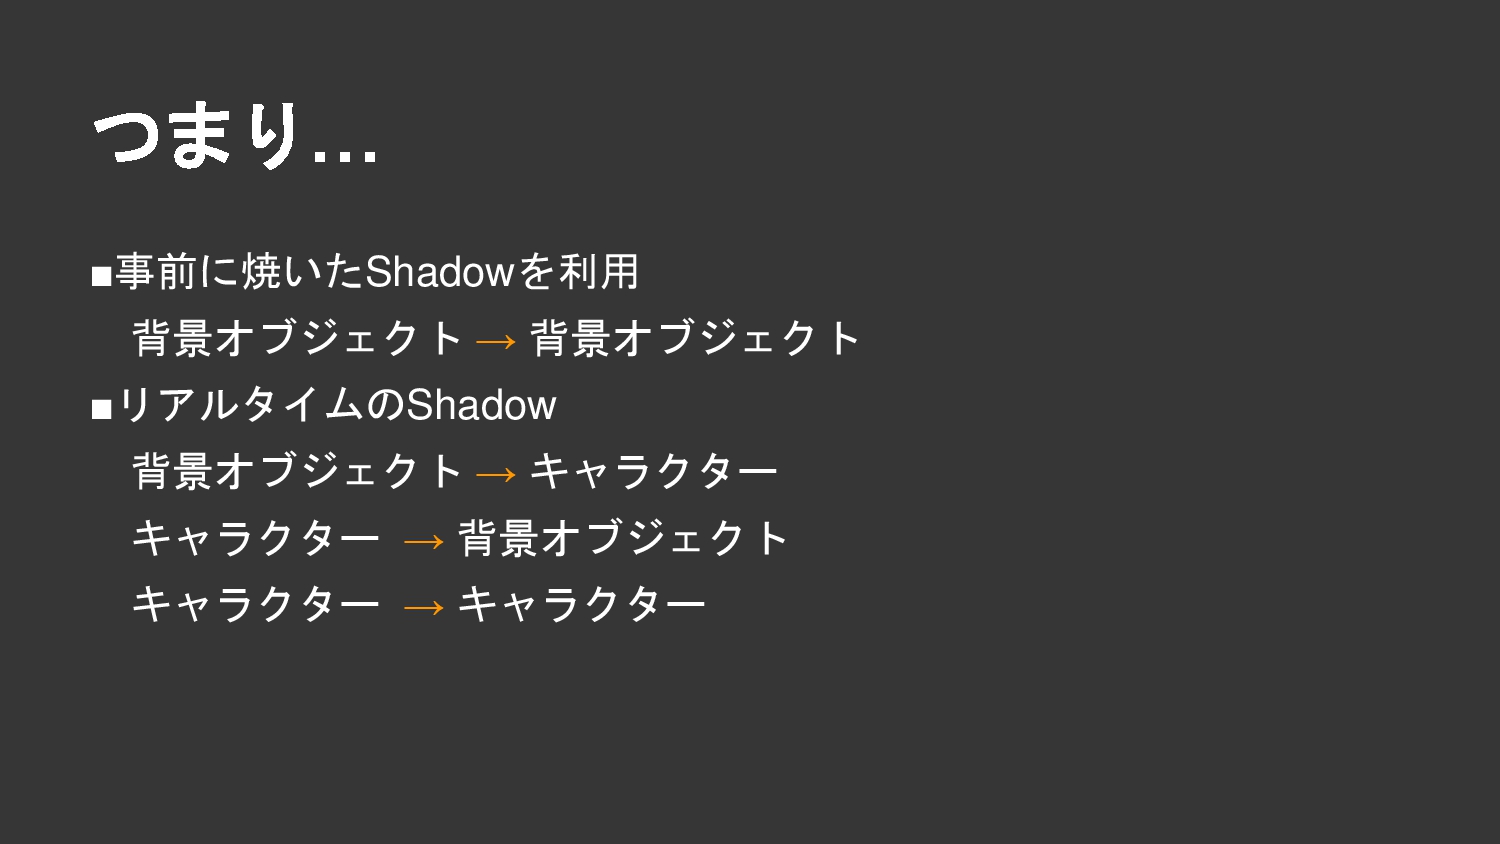 つまり...
■事前に焼いたShadowを利用
背景オブジェクト → 背景オブジェクト
■リアルタイムのShadow
背景オブジェクト → キャラクター
キャラクター → 背景オブジェクト
キャラクター → キャラクター